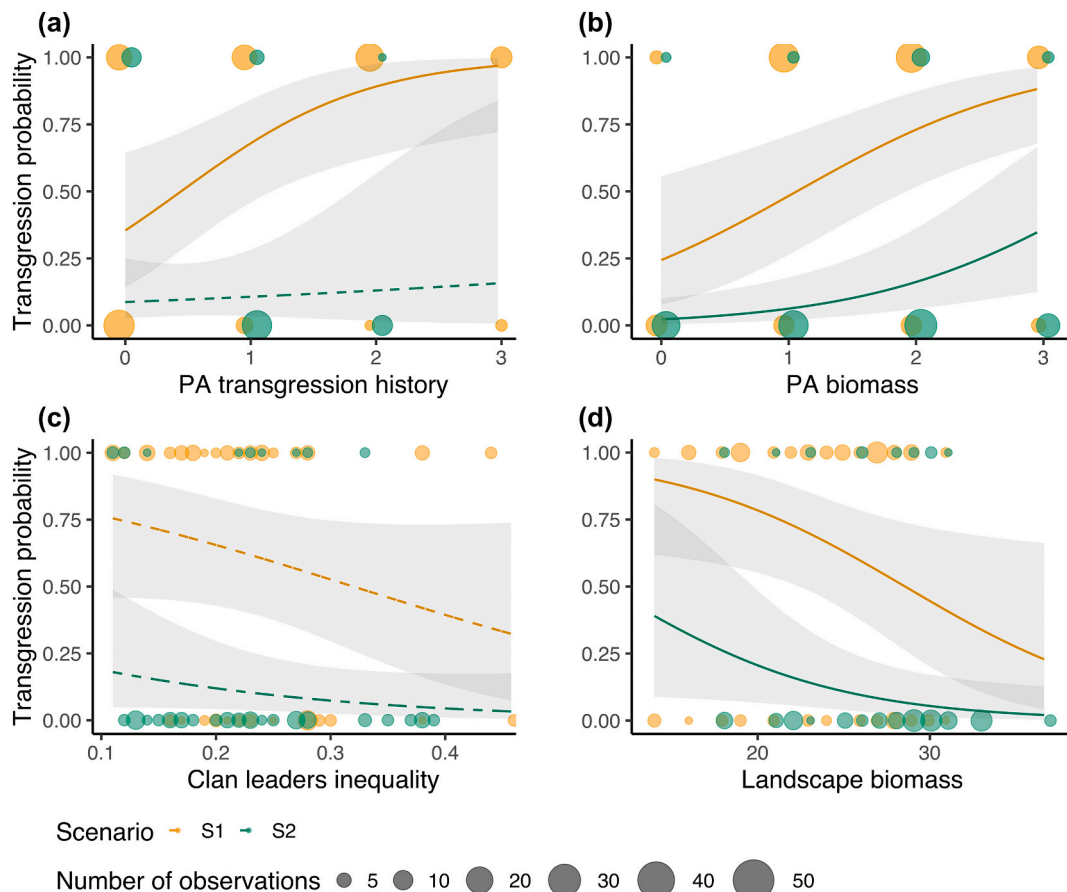 (a)
(b)
Transgression probability
1.00
0.75
0.50
0.25
0.00
0 1 2 3
PA transgression history
Transgression probability
1.00
0.75
0.50
0.25
0.00
0 1 2 3
PA biomass
(c)
(d)
Transgression probability
1.00
0.75
0.50
0.25
0.00
0.1 0.2 0.3 0.4
Clan leaders inequality
Transgression probability
1.00
0.75
0.50
0.25
0.00
20 30
Landscape biomass
Scenario S1 S2
Number of observations 5 10 20 30 40 50